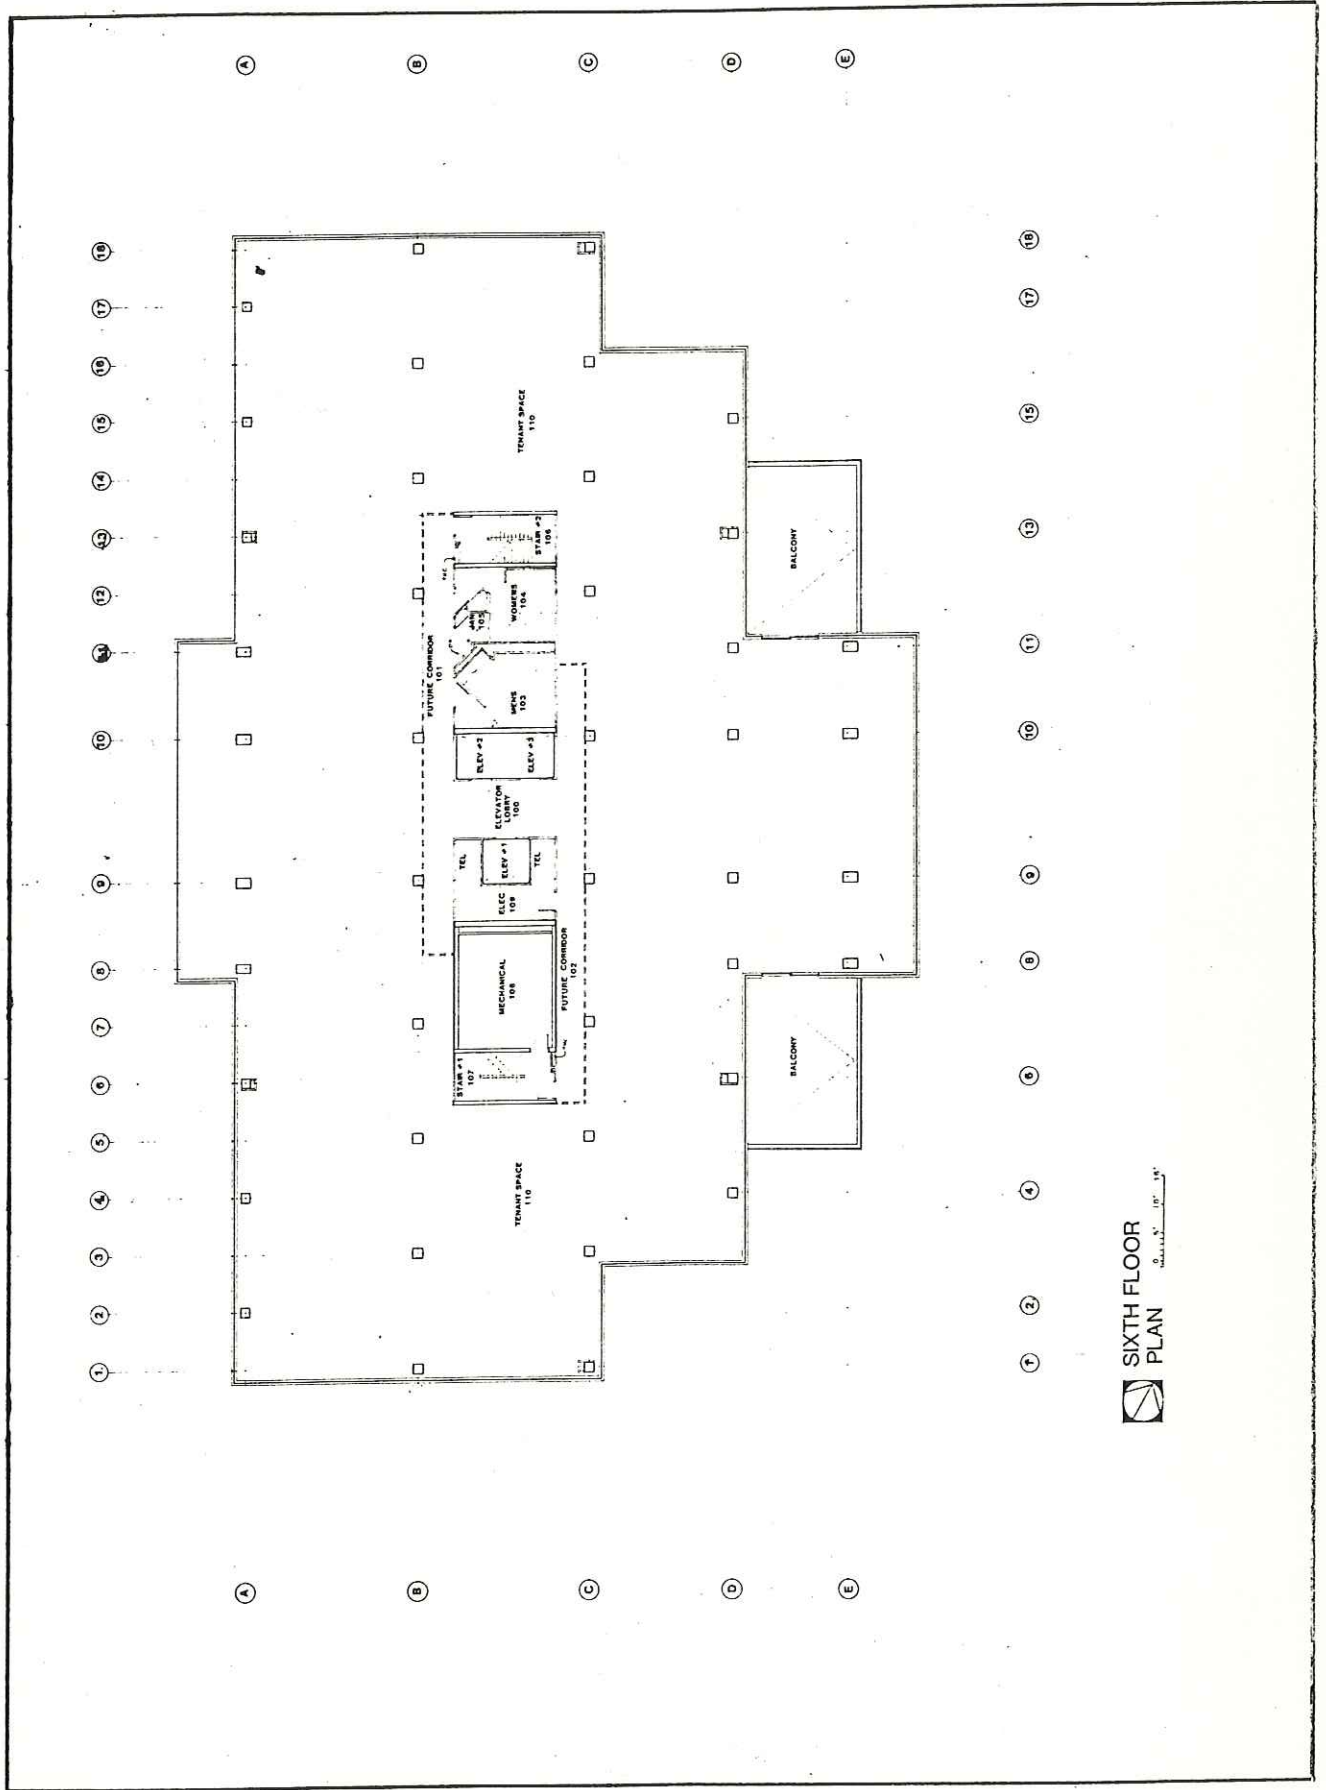 A
B
C
D
E
18
17
16
15
14
13
12
11
10
9
8
7
6
5
4
3
2
1
18
17
15
13
11
10
9
8
6
4
2
1
A
B
C
D
E
TENANT SPACE
110
STAIR #2
106
WOMENS
104
JAN
105
FUTURE CORRIDOR
101
MENS
103
ELEV #2
ELEV #3
ELEVATOR
LOBBY
100
TEL
ELEV #1
TEL
ELEC
109
MECHANICAL
108
FUTURE CORRIDOR
102
STAIR #1
107
TENANT SPACE
110
BALCONY
BALCONY
SIXTH FLOOR
PLAN
0 5' 10'